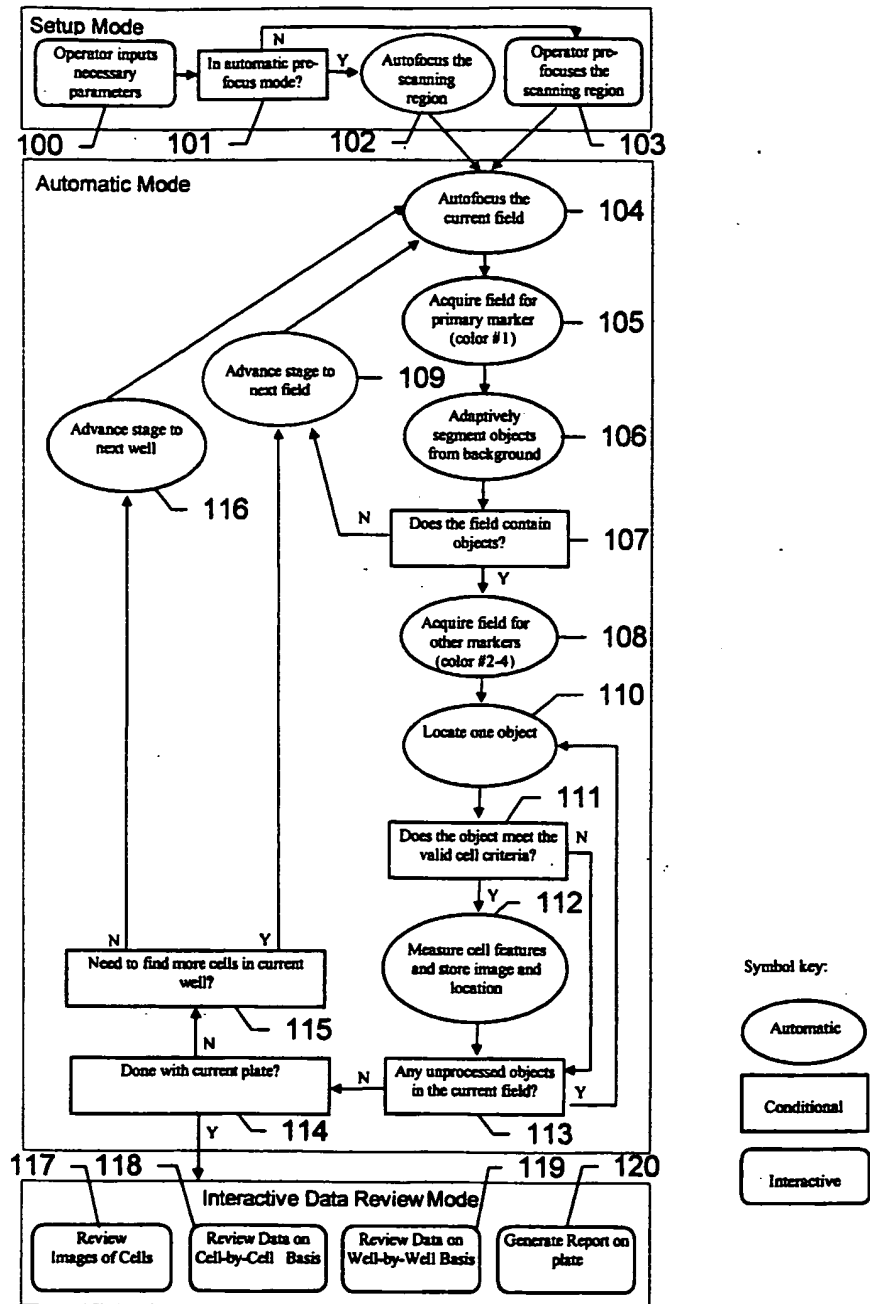 Setup Mode
Operator inputs
necessary
parameters
100
In automatic pre-
focus mode?
101
N
Y
Autofocus the
scanning
region
102
Operator pre-
focuses the
scanning region
103
Automatic Mode
Autofocus the
current field
104
Acquire field for
primary marker
(color #1)
105
Adaptively
segment objects
from background
106
Does the field contain
objects?
107
N
Y
Acquire field for
other markers
(color #2-4)
108
Advance stage to
next field
109
Advance stage to
next well
116
Locate one object
110
Does the object meet the
valid cell criteria?
111
N
Y
Measure cell features
and store image and
location
112
Any unprocessed objects
in the current field?
113
N
Y
Done with current plate?
114
N
Y
Need to find more cells in current
well?
115
N
Y
Interactive Data Review Mode
117
Review
Images of Cells
118
Review Data on
Cell-by-Cell Basis
119
Review Data on
Well-by-Well Basis
120
Generate Report on
plate
Symbol key:
Automatic
Conditional
Interactive